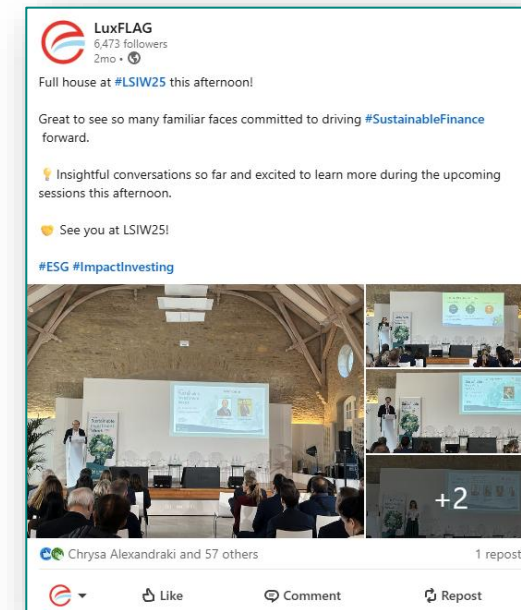 LuxFLAG
6,473 followers
2mo •
Full house at #LSIW25 this afternoon!
Great to see so many familiar faces committed to driving #SustainableFinance
forward.
💡 Insightful conversations so far and excited to learn more during the upcoming
sessions this afternoon.
🤝 See you at LSIW25!
#ESG #ImpactInvesting
+2
Chrysa Alexandraki and 57 others
1 repost
Like
Comment
Repost